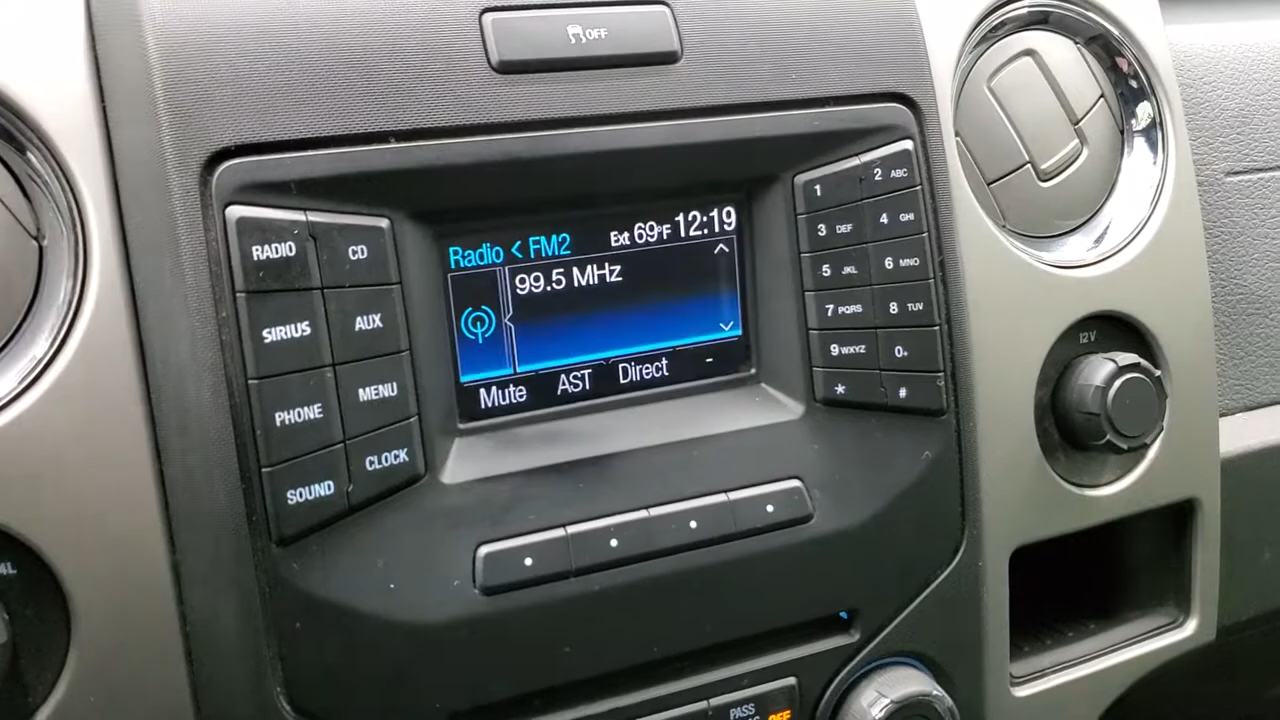 OFF
RADIO
CD
SIRIUS
AUX
PHONE
MENU
SOUND
CLOCK
Radio < FM2
Ext 69°F 12:19
99.5 MHz
Mute AST Direct -
1
2 ABC
3 DEF
4 GHI
5 JKL
6 MNO
7 PQRS
8 TUV
9 WXYZ
0+
*
#
12V
4L
PASS
OFF